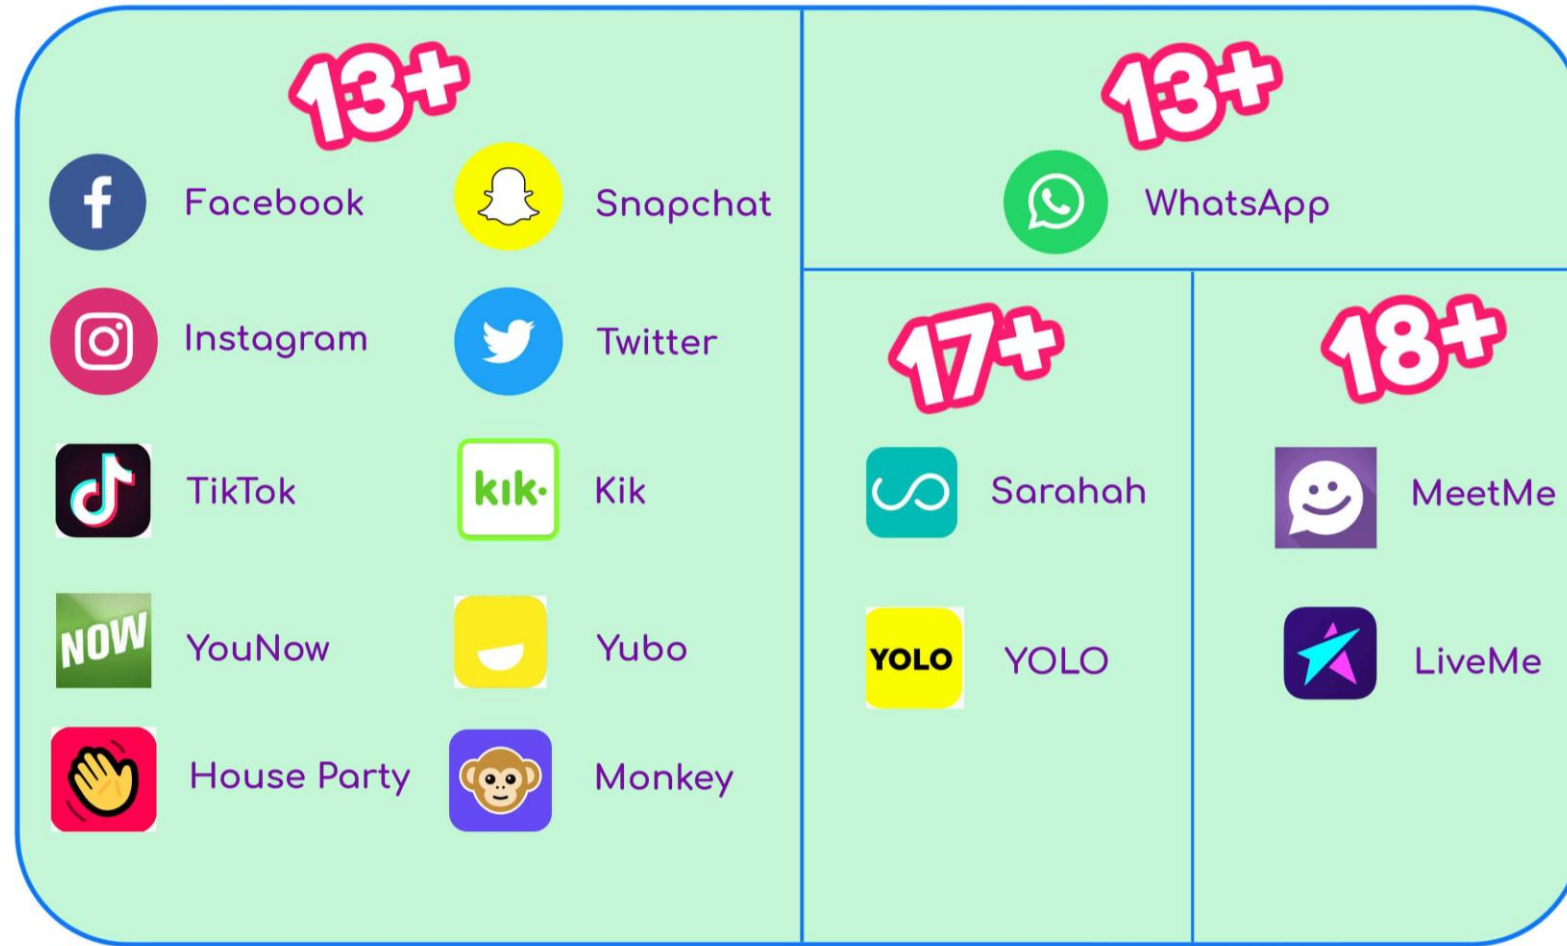 13+
Facebook
Snapchat
Instagram
Twitter
TikTok
kik.
Kik
NOW
YouNow
Yubo
House Party
Monkey
13+
WhatsApp
17+
Sarahah
YOLO
YOLO
18+
MeetMe
LiveMe